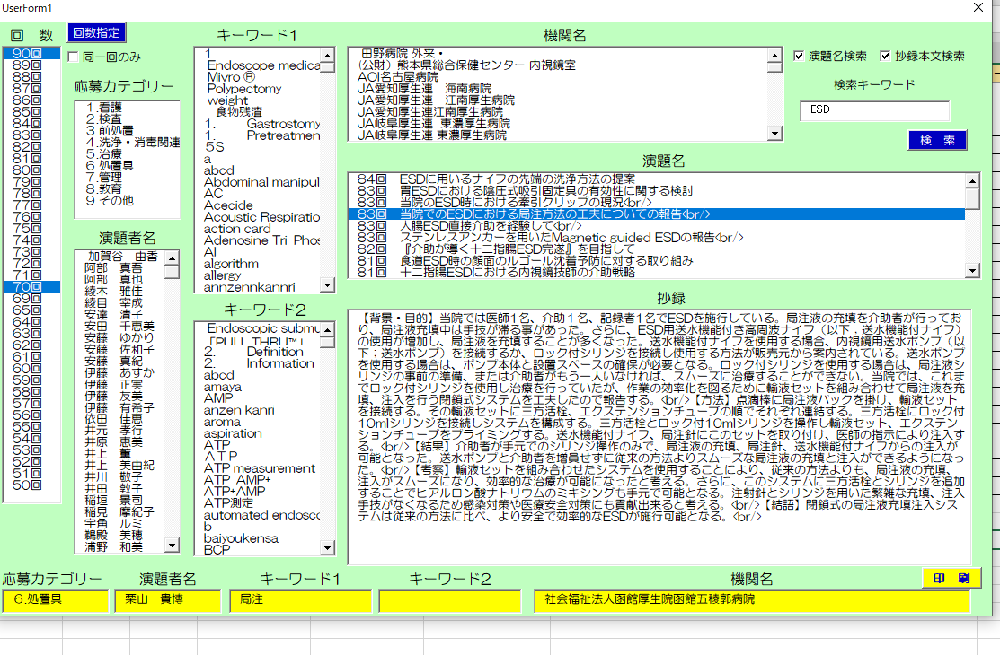 UserForm1
回 数
回数指定
同一回のみ
90回
89回
88回
87回
86回
85回
84回
83回
82回
81回
80回
79回
78回
77回
76回
75回
74回
73回
72回
71回
70回
69回
65回
64回
63回
62回
61回
60回
59回
58回
57回
56回
55回
54回
53回
52回
51回
50回
応募カテゴリー
1.看護
2.検査
3.前処置
4.洗浄・消毒関連
5.治療
6.処置具
7.管理
8.教育
9.その他
演題者名
加賀谷 由香
阿部 真吾
阿部 真也
綾木 雅佳
綾目 宰成
安達 清子
安田 千恵美
安藤 ゆかり
安藤 佐和子
安藤 真紀
伊藤 あすか
伊藤 正実
伊藤 友美
伊藤 有希子
依田 佳恵
井元 孝行
井原 恵美
井上 薫
井上 美由紀
井川 敬子
井田 敦子
稲垣 景司
稲見 摩紀子
宇角 ルミ
鵜殿 美穂
浦野 和美
キーワード1
1
Endoscope medica
Mivro Ⓡ
Polypectomy
weight
食物残渣
1. Gastrostomy
1. Pretreatmen
5S
a
abcd
Abdominal manipul
AC
Acecide
Acoustic Respiratio
action card
Adenosine Tri-Phos
AI
algorithm
allergy
annzennkannri
キーワード2
Endoscopic submu
「PULL THRU™」
2. Definition
2. Information
abcd
amaya
AMP
anzen kanri
aroma
aspiration
ATP
ＡＴＰ
ATP measurement
ATP_AMP+
ATP+AMP
ATP測定
automated endosco
b
baiyoukensa
BCP
機関名
田野病院 外来・
(公財）熊本県総合保健センター 内視鏡室
AOI名古屋病院
JA愛知厚生連 海南病院
JA愛知厚生連 江南厚生病院
JA愛知厚生連江南厚生病院
JA岐阜厚生連 東濃厚生病院
JA岐阜厚生連 東濃厚生病院
演題名検索 抄録本文検索
検索キーワード
ESD
検 索
演題名
84回 ESDに用いるナイフの先端の洗浄方法の提案
83回 胃ESDにおける陰圧式吸引固定具の有効性に関する検討
83回 当院のESD時における牽引クリップの現況<br/>
83回 当院でのESDにおける局注方法の工夫についての報告<br/>
83回 大腸ESD直接介助を経験して<br/>
83回 ステンレスアンカーを用いたMagnetic guided ESDの報告<br/>
82回 『介助が導く十二指腸ESD完遂』を目指して
81回 食道ESD時の顔面のルゴール沈着予防に対する取り組み
81回 十二指腸ESDにおける内視鏡技師の介助戦略
抄録
【背景・目的】当院では医師1名、介助１名、記録者1名でESDを施行している。局注液の充填を介助者が行ってお
り、局注液充填中は手技が滞る事があった。さらに、ESD用送水機能付き高周波ナイフ（以下：送水機能付ナイフ）
の使用が増加し、局注液を充填することが多くなった。送水機能付ナイフを使用する場合、内視鏡用送水ポンプ（以
下：送水ポンプ）を接続するか、ロック付シリンジを接続し使用する方法が販売元から案内されている。送水ポンプ
を使用する場合は、ポンプ本体と設置スペースの確保が必要となる。ロック付シリンジを使用する場合は、局注液シ
リンジの事前の準備、または介助者がもう一人いなければ、スムーズに治療することができない。当院では、これま
でロック付シリンジを使用し治療を行っていたが、作業の効率化を図るために輸液セットを組み合わせて局注液を充
填、注入を行う閉鎖式システムを工夫したので報告する。<br/>【方法】点滴棒に局注液バックを掛け、輸液セット
を接続する。その輸液セットに三方活栓、エクステンションチューブの順でそれぞれ連結する。三方活栓にロック付
10mlシリンジを接続しシステムを構成する。三方活栓とロック付10mlシリンジを操作し輸液セット、エクステン
ションチューブをプライミングする。送水機能付ナイフ、局注針にこのセットを取り付け、医師の指示により注入す
る。<br/>【結果】介助者が手元でのシリンジ操作のみで、局注液の充填、局注針、送水機能付ナイフからの注入が
可能となった。送水ポンプと介助者を増員せずに従来の方法よりスムーズな局注液の充填と注入ができるようになっ
た。<br/>【考察】輸液セットを組み合わせたシステムを使用することにより、従来の方法よりも、局注液の充填、
注入がスムーズになり、効率的な治療が可能になったと考える。さらに、このシステムに三方活栓とシリンジを追加
することでヒアルロン酸ナトリウムのミキシングも手元で可能となる。注射針とシリンジを用いた繁雑な充填、注入
手技がなくなるため感染対策や医療安全対策にも貢献出来ると考える。<br/>【結語】閉鎖式の局注液充填注入シス
テムは従来の方法に比べ、より安全で効率的なESDが施行可能となる。<br/>
応募カテゴリー 演題者名 キーワード1 キーワード2 機関名
印 刷
6.処置具 栗山 貴博 局注 社会福祉法人函館厚生院函館五稜郭病院